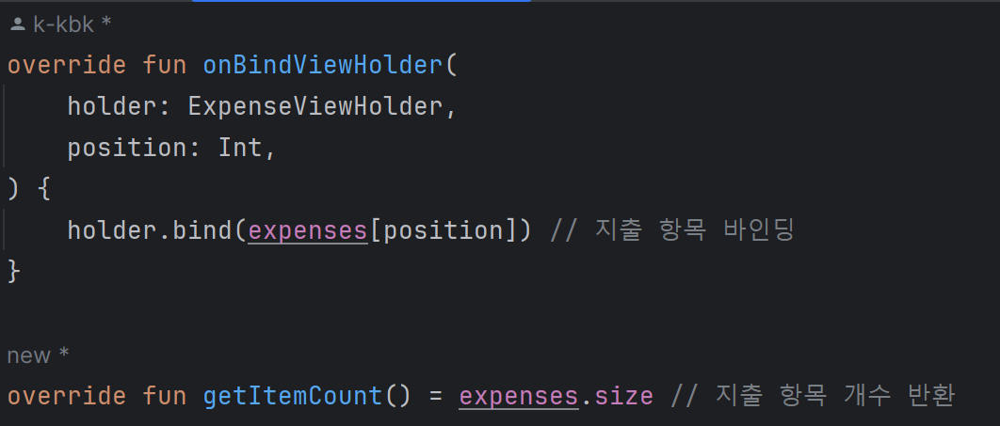 k-kbk *
override fun onBindViewHolder(
    holder: ExpenseViewHolder,
    position: Int,
) {
    holder.bind(expenses[position]) // 지출 항목 바인딩
}
new *
override fun getItemCount() = expenses.size // 지출 항목 개수 반환